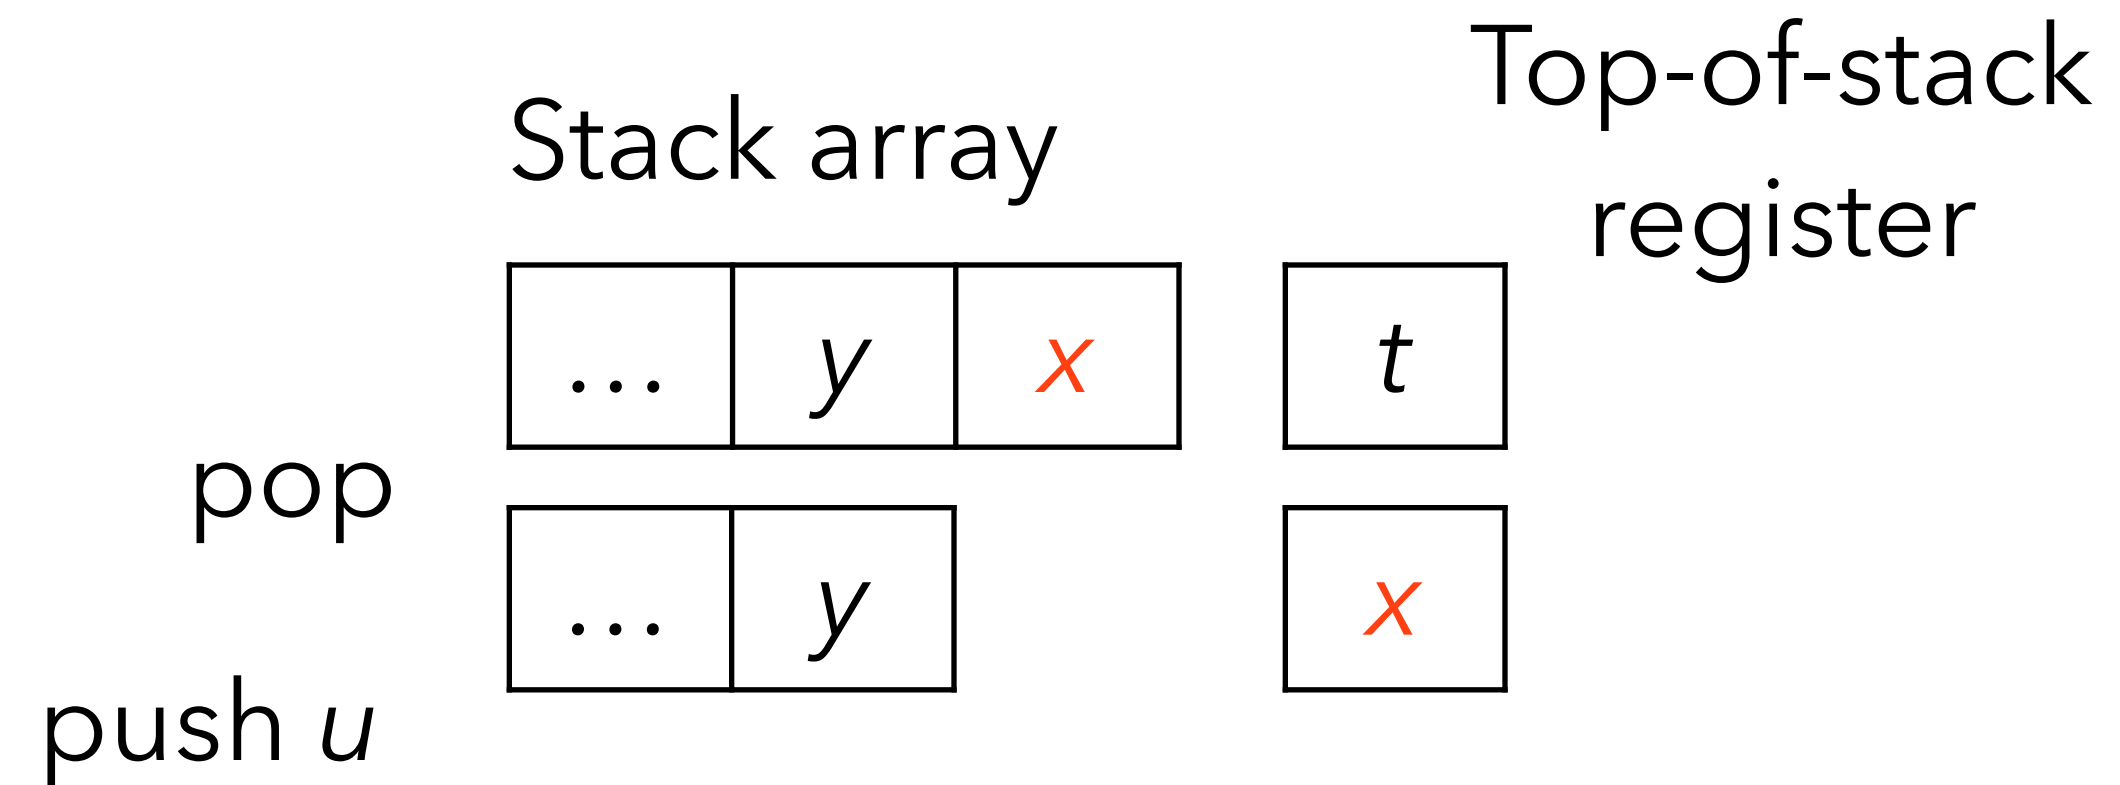 Top-of-stack
register
Stack array
… y x t
pop
… y x
push u